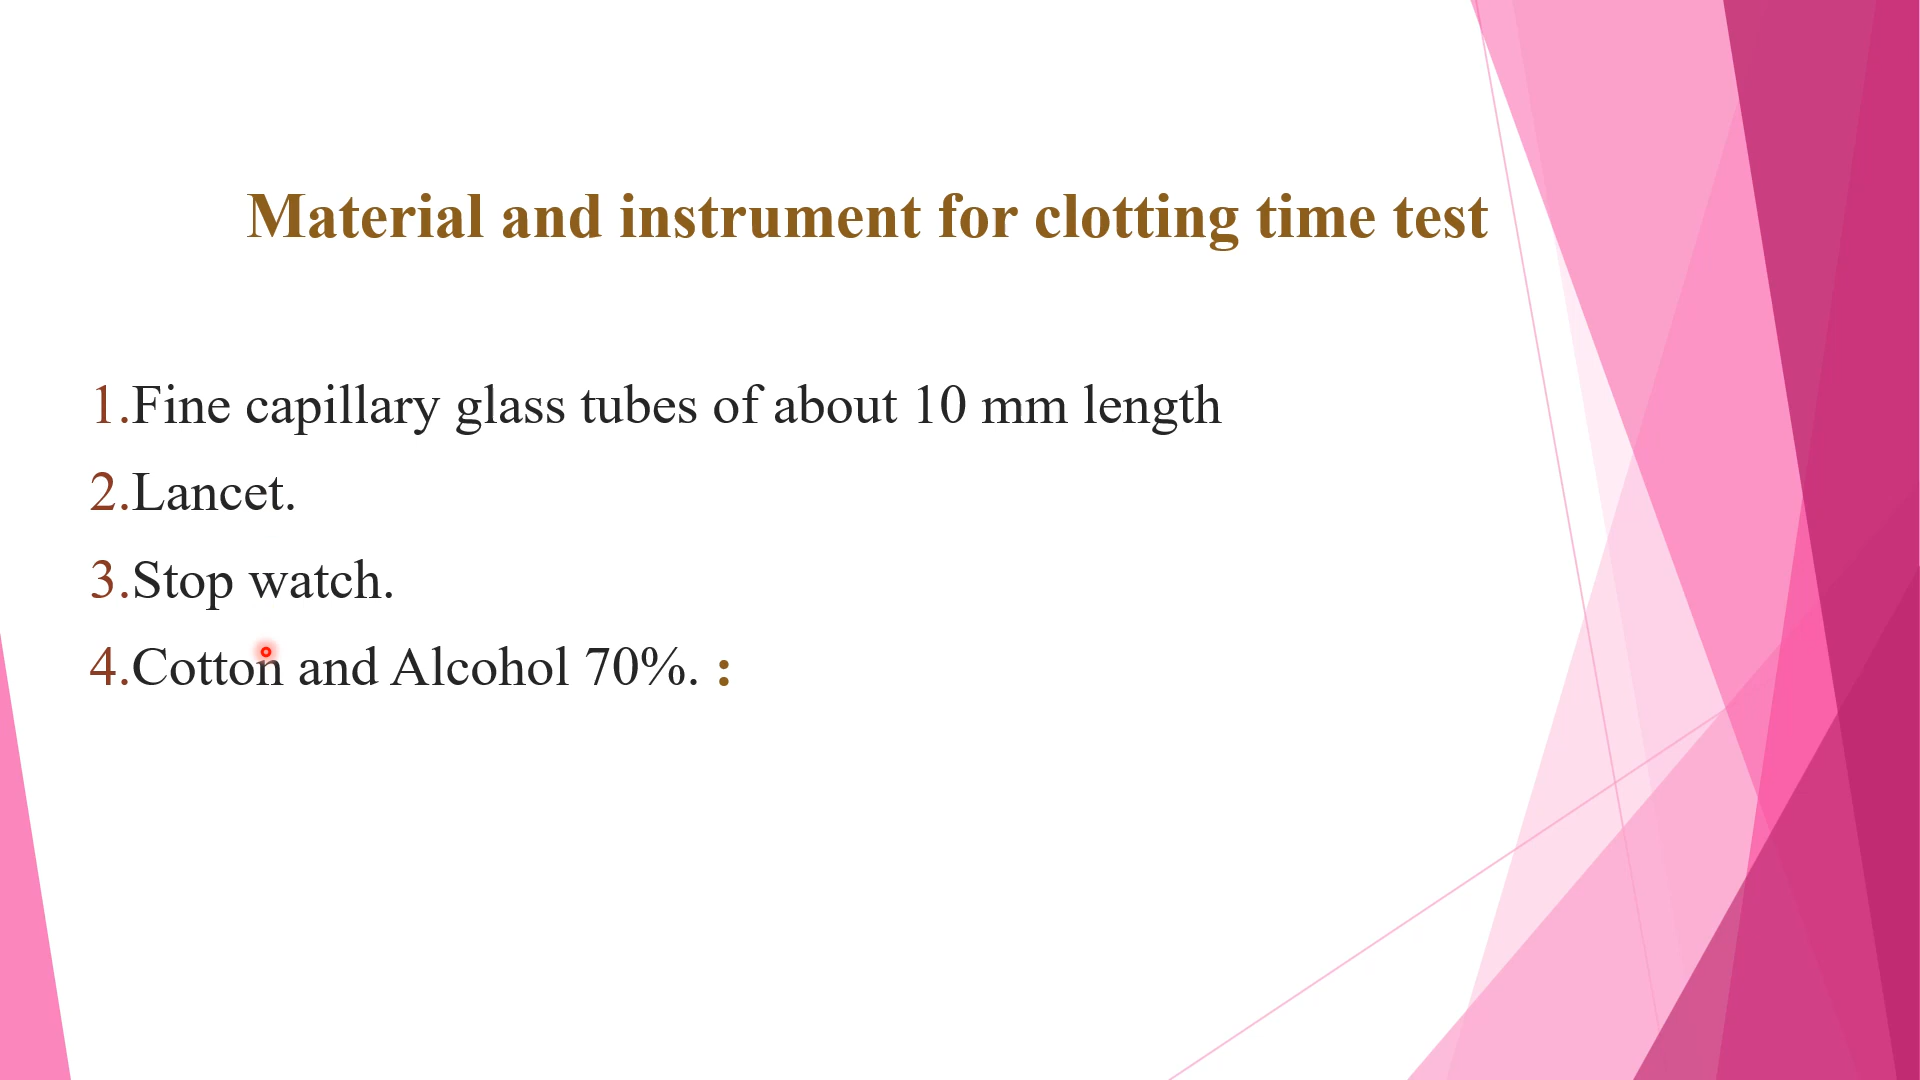 Material and instrument for clotting time test
1.Fine capillary glass tubes of about 10 mm length
2.Lancet.
3.Stop watch.
4.Cotton and Alcohol 70%. :